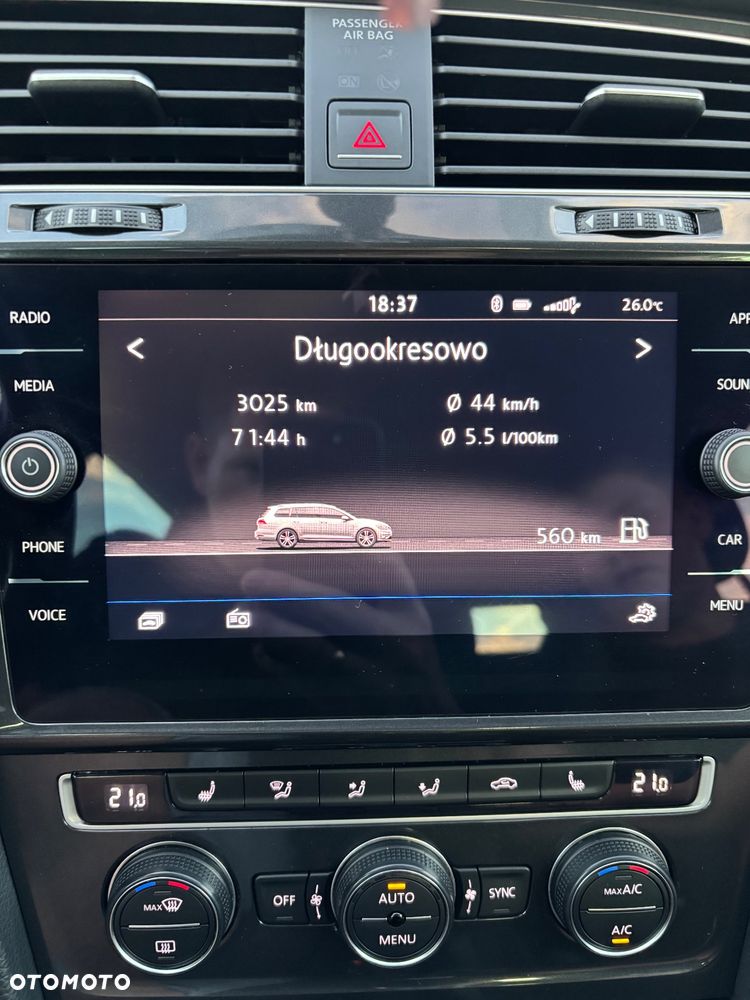 PASSENGER
AIR BAG
ON
18:37
26.0°C
RADIO
MEDIA
PHONE
VOICE
Długookresowo
3025 km
Ø 44 km/h
71:44 h
Ø 5.5 l/100km
560 km
APP
SOUN
CAR
MENU
21.0
21.0
OFF
AUTO
MENU
SYNC
MAX
MAX A/C
A/C
OTOMOTO